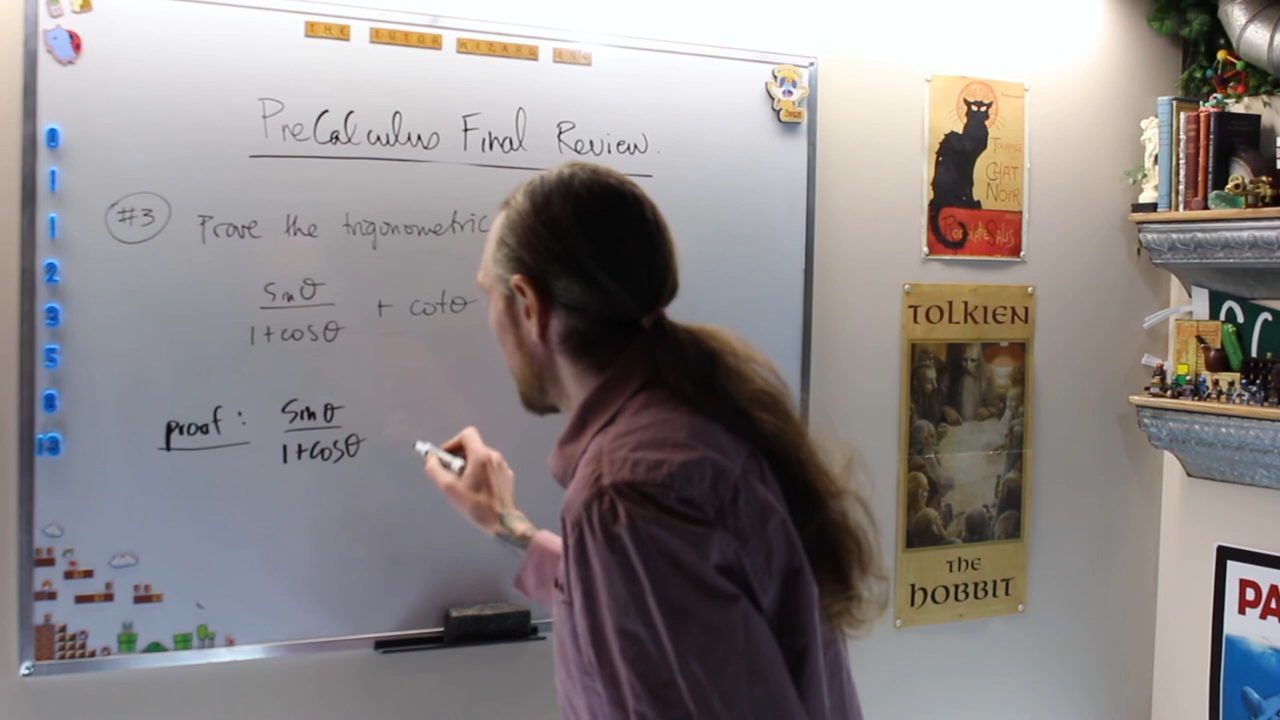 THE TUTOR WIZARD INC
PreCalculus Final Review.
#3 Prove the trigonometric
sinθ
1+cosθ
+ cotθ
proof: sinθ
1+cosθ
0
1
1
2
3
5
8
13
CHAT
NOIR
TOLKIEN
THE
HOBBIT
PA